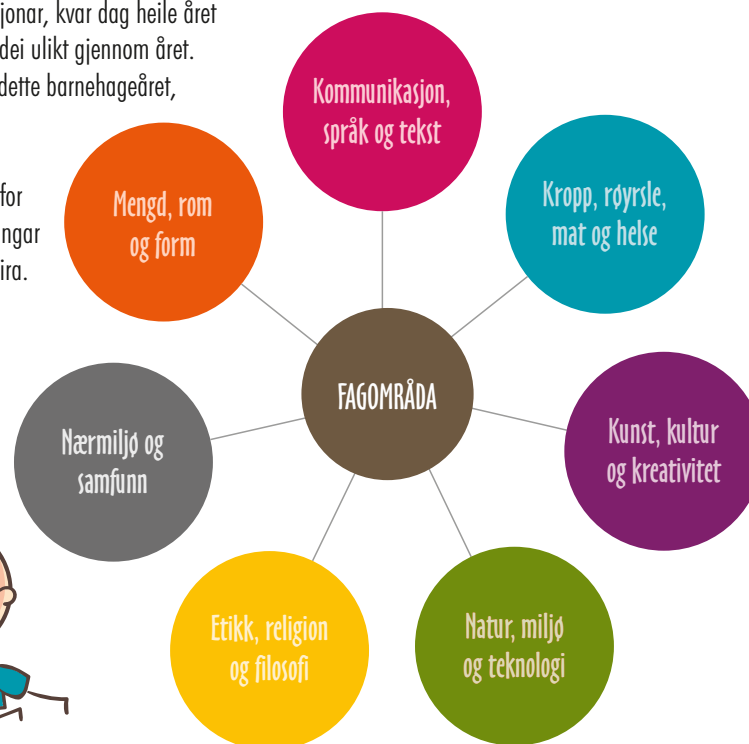 jonar, kvar dag heile året
dei ulikt gjennom året.
dette barnehageåret,
for
ngar
ira.
Kommunikasjon,
språk og tekst
Mengd, rom
og form
Kropp, røyrsle,
mat og helse
FAGOMRÅDA
Nærmiljø og
samfunn
Kunst, kultur
og kreativitet
Etikk, religion
og filosofi
Natur, miljø
og teknologi